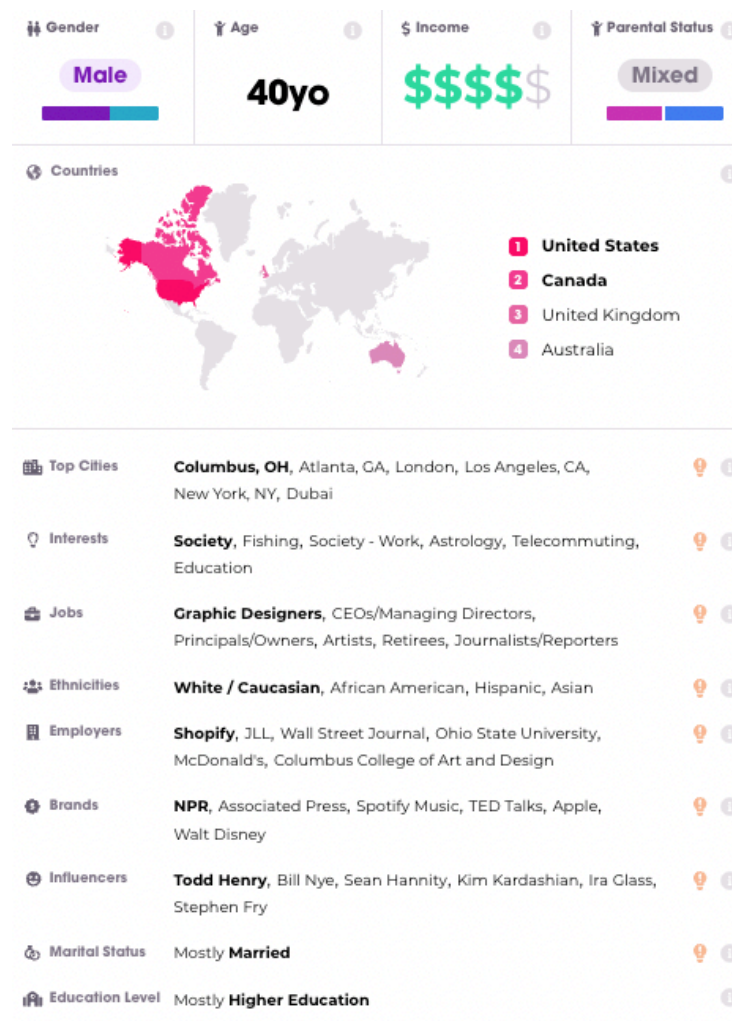 Gender
Age
Income
Parental Status
Male
40yo
$$$$$
Mixed
Countries
1 United States
2 Canada
3 United Kingdom
4 Australia
Top Cities
Columbus, OH, Atlanta, GA, London, Los Angeles, CA,
New York, NY, Dubai
Interests
Society, Fishing, Society - Work, Astrology, Telecommuting,
Education
Jobs
Graphic Designers, CEOs/Managing Directors,
Principals/Owners, Artists, Retirees, Journalists/Reporters
Ethnicities
White / Caucasian, African American, Hispanic, Asian
Employers
Shopify, JLL, Wall Street Journal, Ohio State University,
McDonald's, Columbus College of Art and Design
Brands
NPR, Associated Press, Spotify Music, TED Talks, Apple,
Walt Disney
Influencers
Todd Henry, Bill Nye, Sean Hannity, Kim Kardashian, Ira Glass,
Stephen Fry
Marital Status
Mostly Married
Education Level
Mostly Higher Education